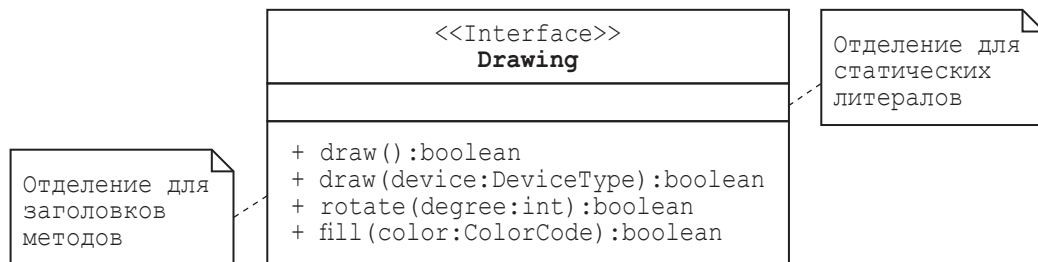 <<Interface>>
Drawing
Отделение для
статических
литералов
+ draw():boolean
+ draw(device:DeviceType):boolean
+ rotate(degree:int):boolean
+ fill(color:ColorCode):boolean
Отделение для
заголовков
методов